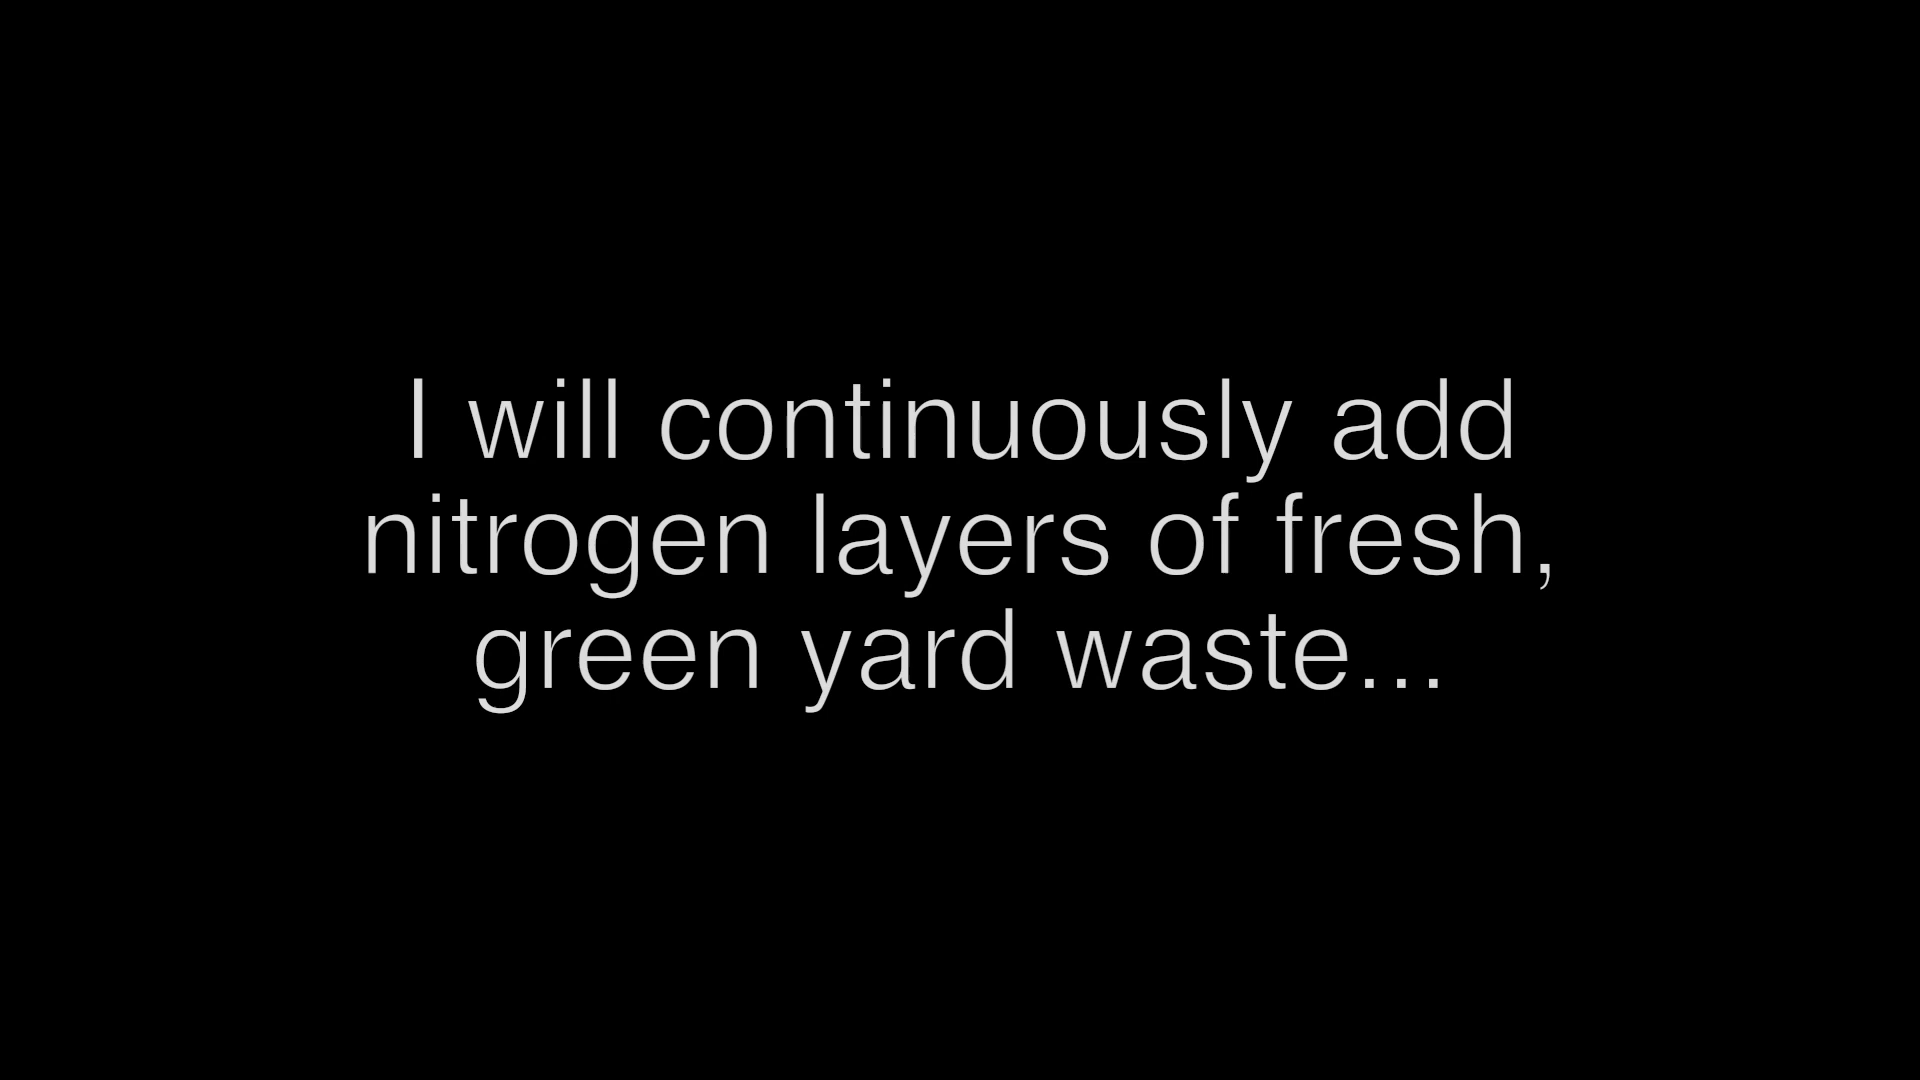 I will continuously add
nitrogen layers of fresh,
green yard waste...